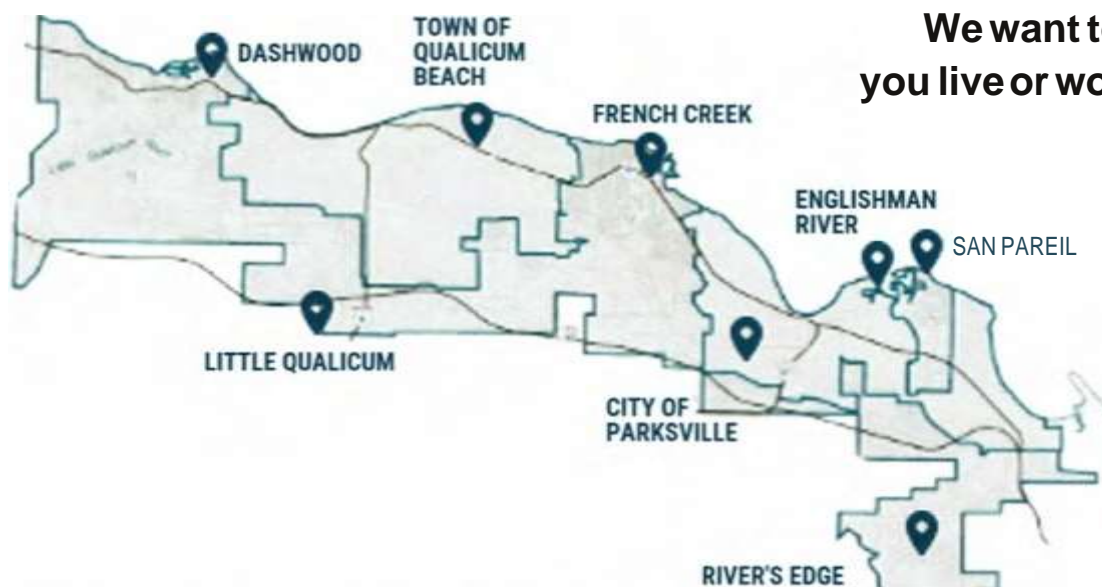 We want to
you live or wo
DASHWOOD
TOWN OF
QUALICUM
BEACH
FRENCH CREEK
ENGLISHMAN
RIVER
SAN PAREIL
LITTLE QUALICUM
CITY OF
PARKSVILLE
RIVER'S EDGE